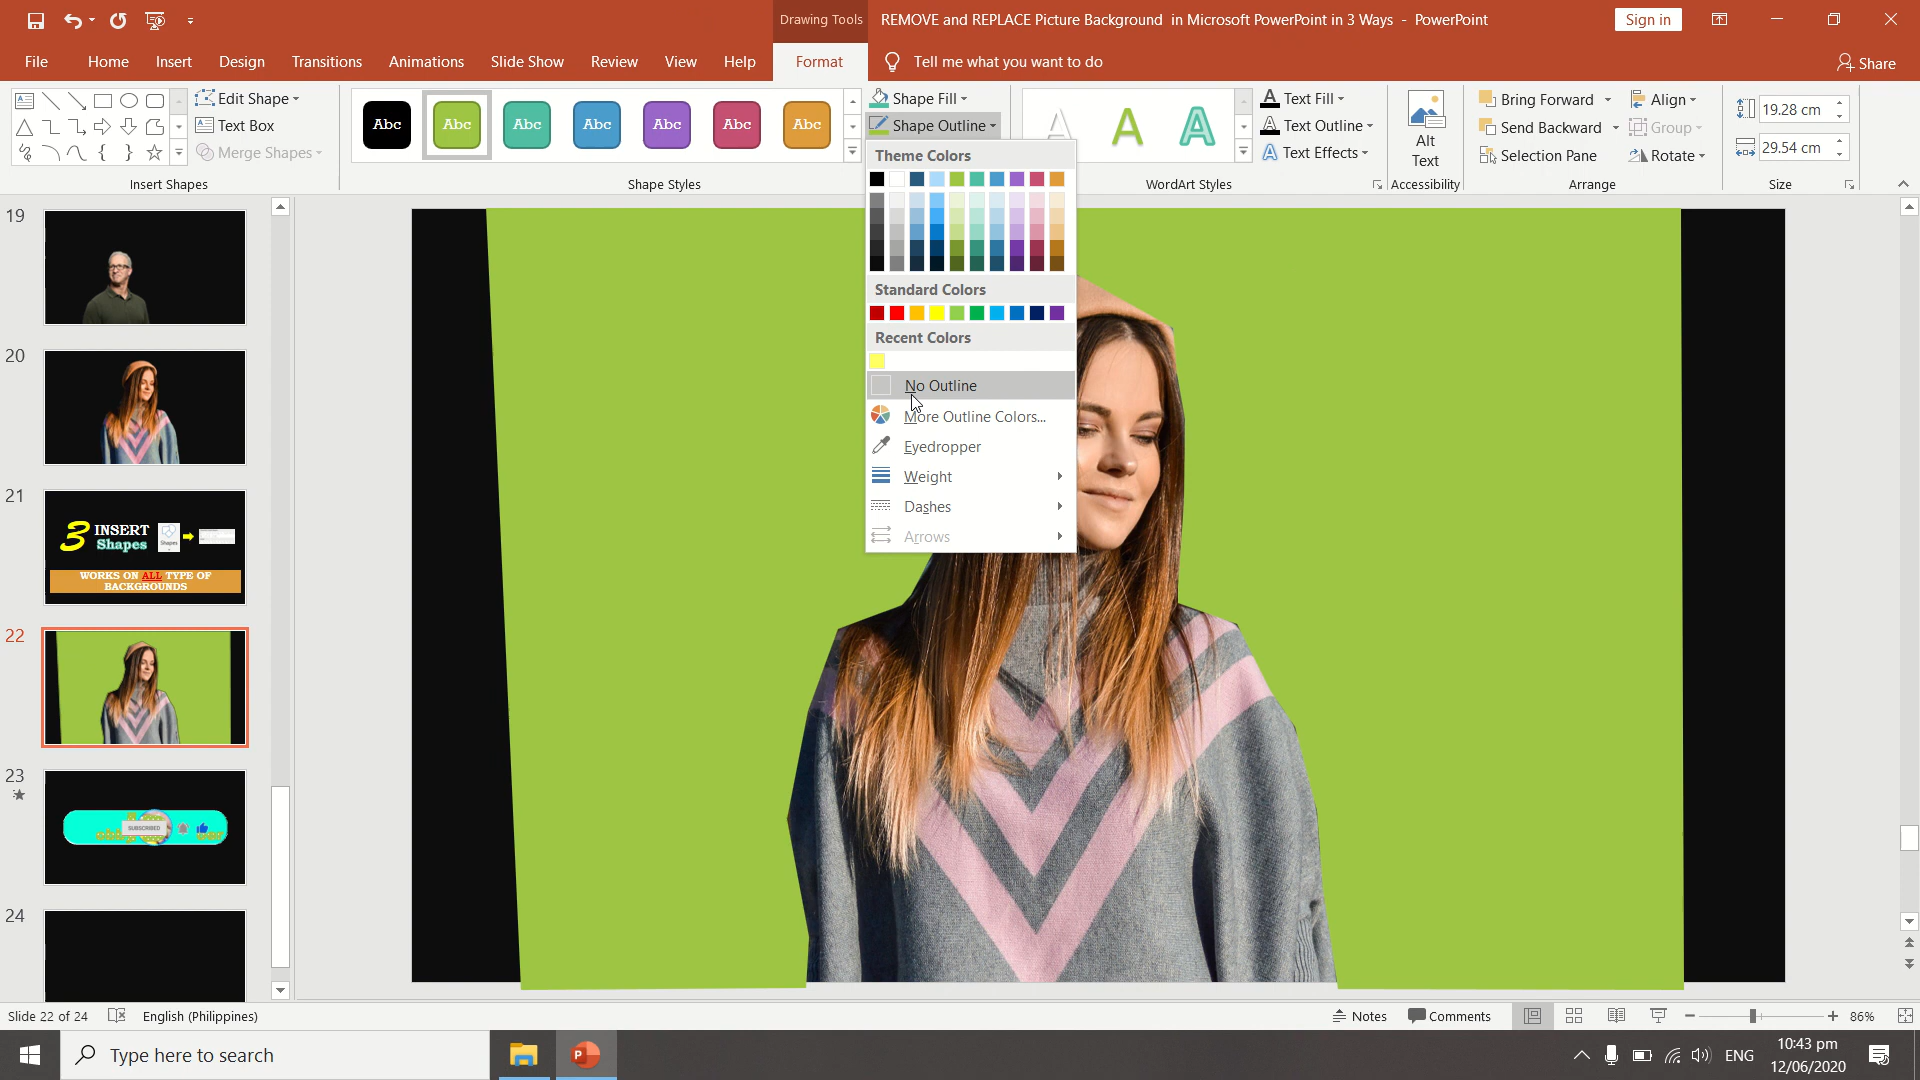 Drawing Tools
REMOVE and REPLACE Picture Background in Microsoft PowerPoint in 3 Ways - PowerPoint
Sign in
File
Home
Insert
Design
Transitions
Animations
Slide Show
Review
View
Help
Format
Tell me what you want to do
Share
Edit Shape
Text Box
Merge Shapes
Insert Shapes
Abc
Abc
Abc
Abc
Abc
Abc
Abc
Shape Fill
Shape Outline
Shape Styles
A
A
A
Text Fill
Text Outline
Text Effects
WordArt Styles
Alt
Text
Accessibility
Bring Forward
Send Backward
Selection Pane
Align
Group
Rotate
Arrange
19.28 cm
29.54 cm
Size
Theme Colors
Standard Colors
Recent Colors
No Outline
More Outline Colors...
Eyedropper
Weight
Dashes
Arrows
19
20
21
3 INSERT
Shapes
Shapes
WORKS ON ALL TYPE OF
BACKGROUNDS
22
23
SUBSCRIBED
24
Slide 22 of 24
English (Philippines)
Notes
Comments
86%
Type here to search
ENG
10:43 pm
12/06/2020